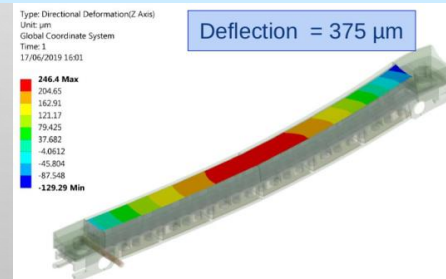 Type: Directional Deformation(Z Axis)
Unit: µm
Global Coordinate System
Time: 1
17/06/2019 16:01
Deflection = 375 µm
246.4 Max
204.65
162.91
121.17
79.425
37.682
-4.0612
-45.804
-87.548
-129.29 Min